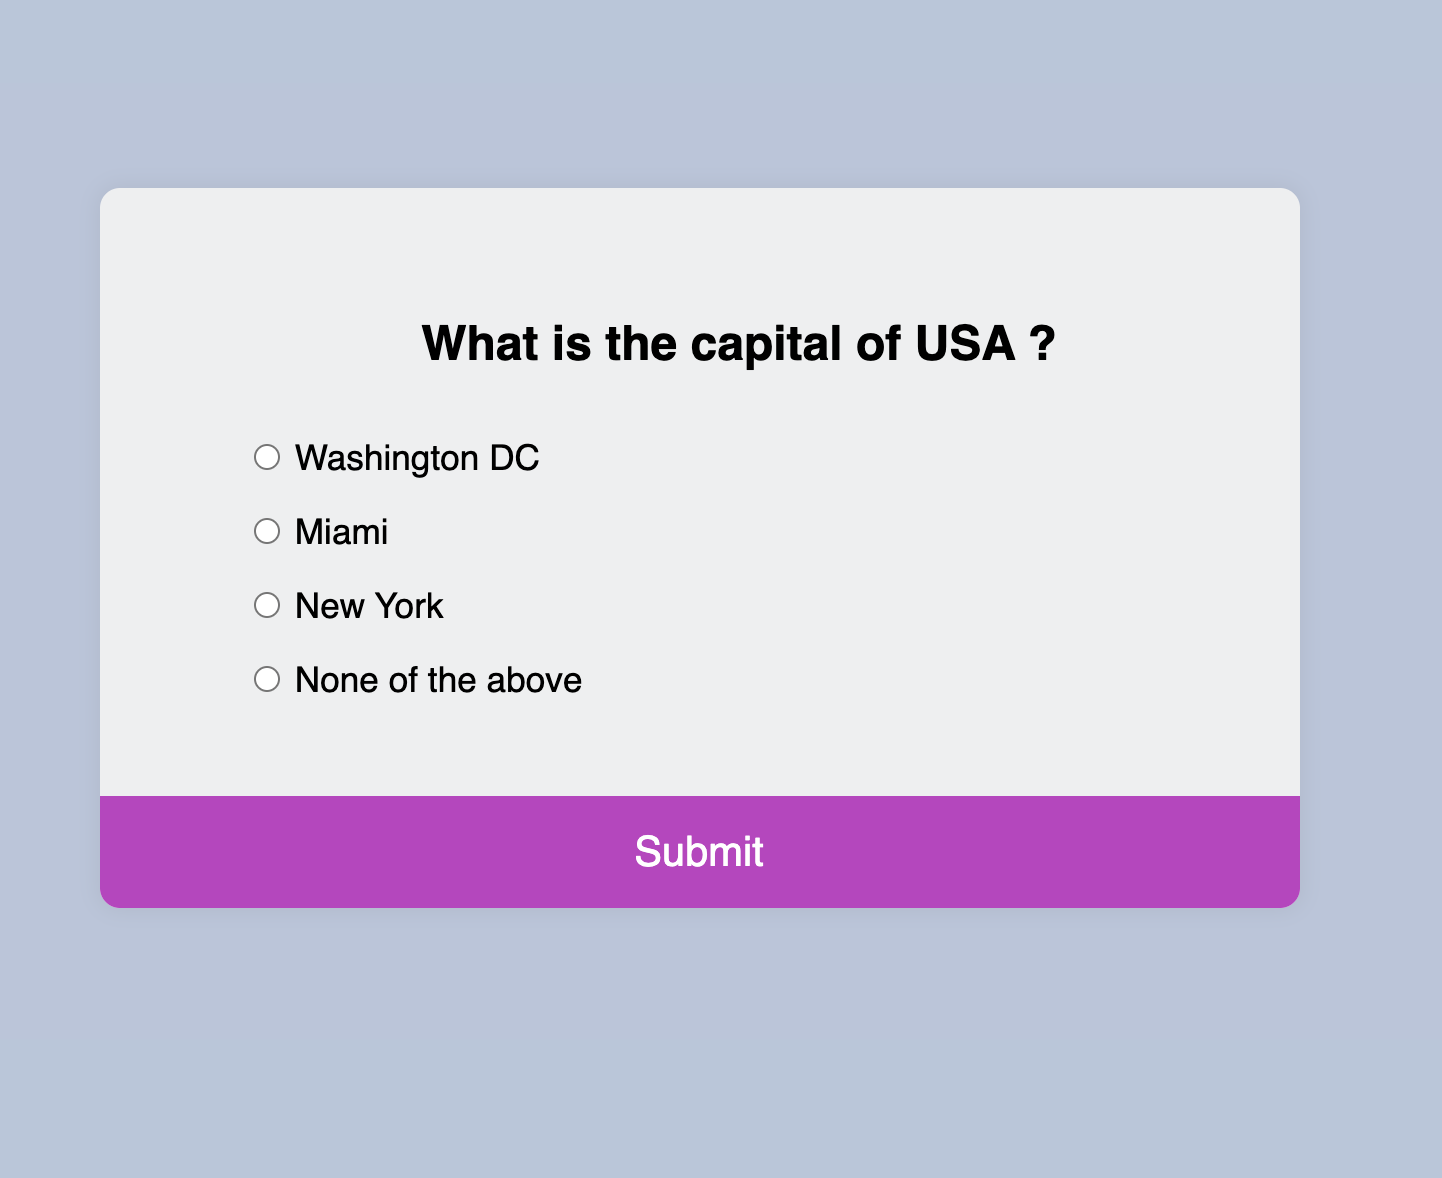 What is the capital of USA ?
Washington DC
Miami
New York
None of the above
Submit